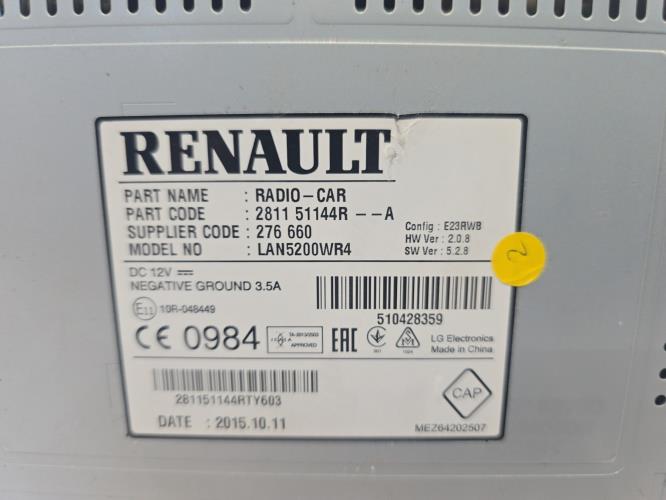 RENAULT
PART NAME : RADIO-CAR
PART CODE : 2811 51144R --A
SUPPLIER CODE : 276 660
MODEL NO : LAN5200WR4
Config : E23RWB
HW Ver : 2.0.8
SW Ver : 5.2.8
2
DC 12V
NEGATIVE GROUND 3.5A
E11 10R-048449
510428359
CE 0984
APPROVED
EAC
LG Electronics
Made in China
281151144RTY603
CAP
DATE : 2015.10.11
MEZ64202507